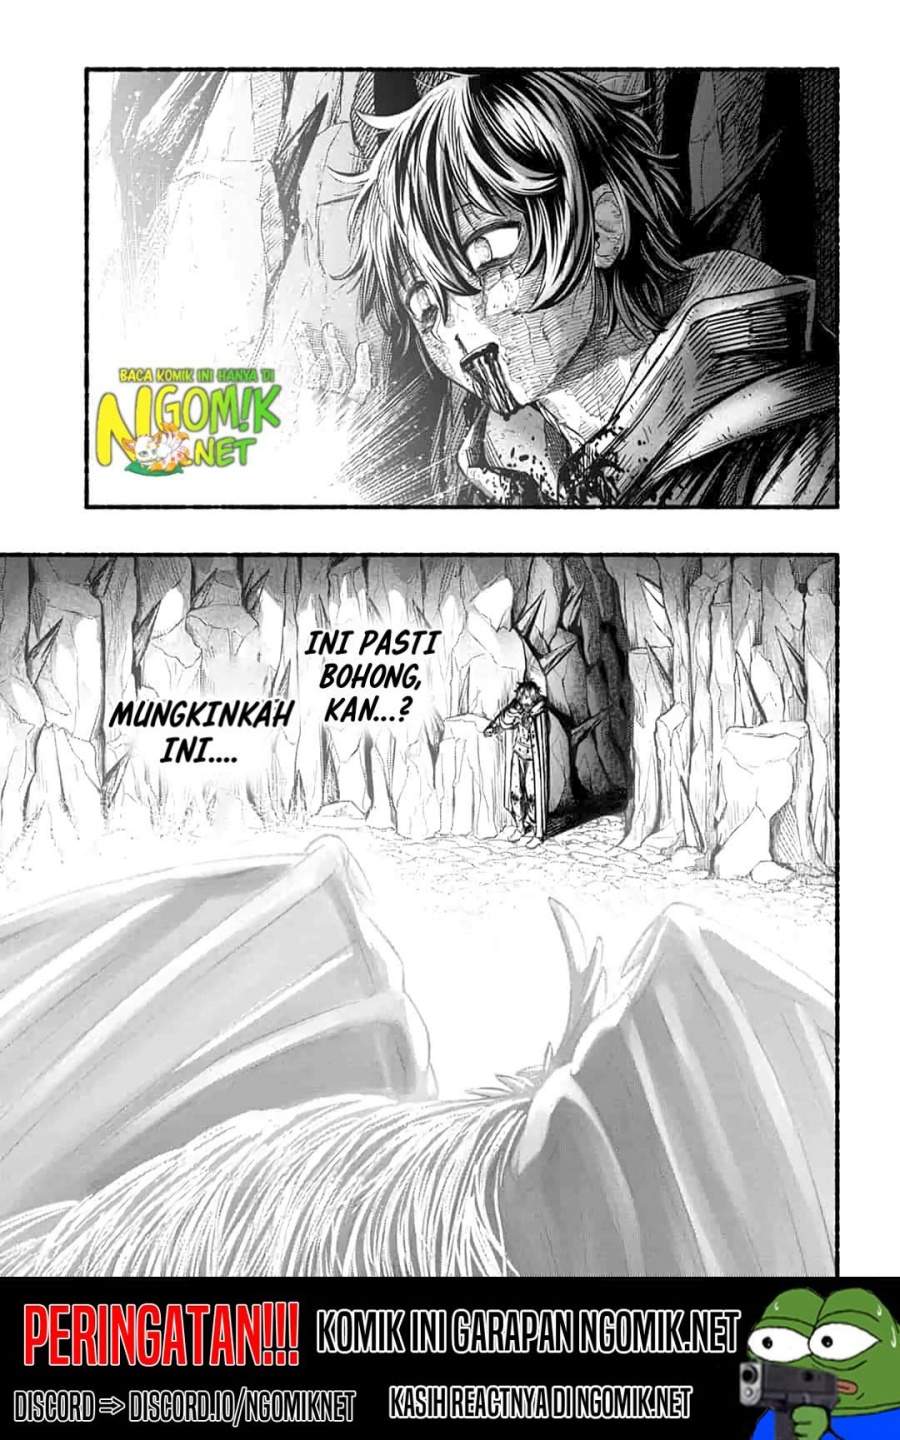 BACA KOMIK INI HANYA DI
NGOMIK
.NET
INI PASTI
BOHONG,
KAN...?
MUNGKINKAH
INI....
PERINGATAN!!! KOMIK INI GARAPAN NGOMIK.NET
DISCORD => DISCORD.IO/NGOMIKNET KASIH REACTNYA DI NGOMIK.NET